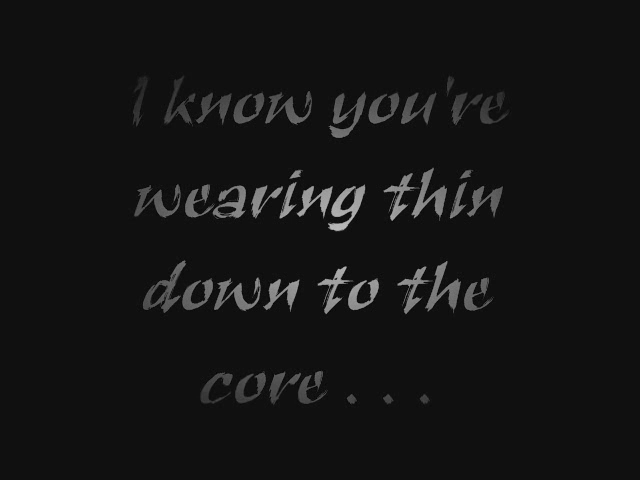 I know you're
wearing thin
down to the
core . . .